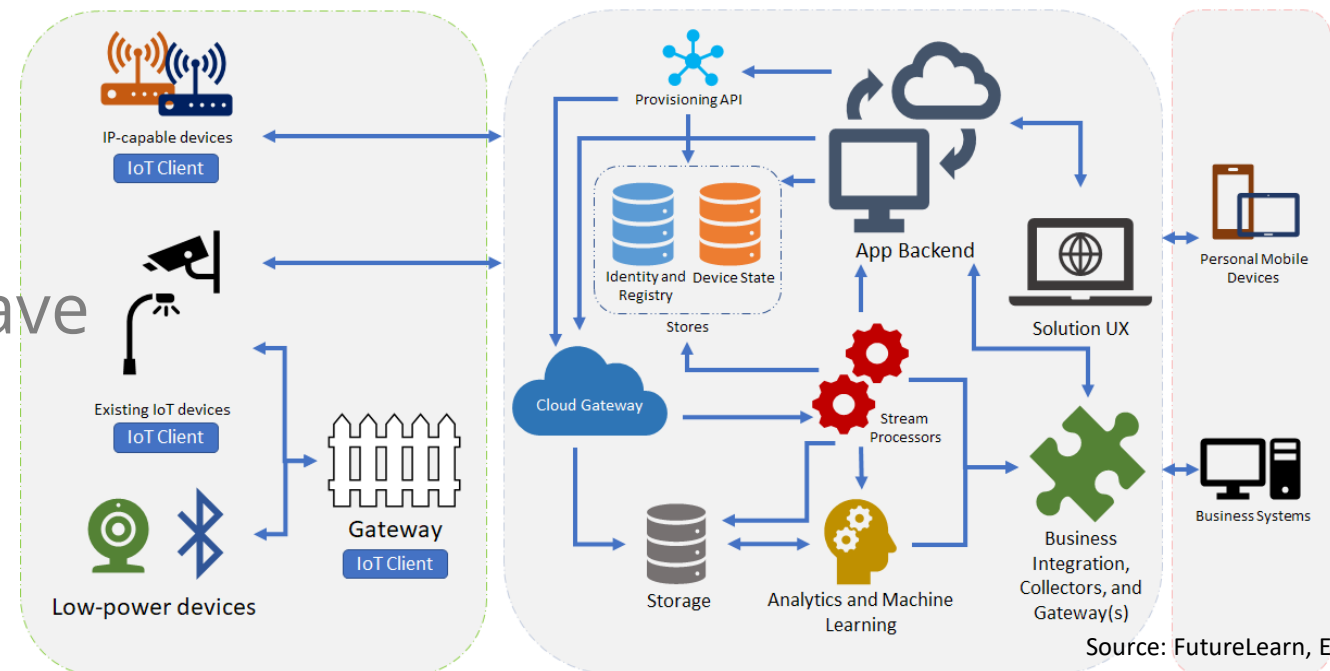 IP-capable devices
IoT Client
ave
Existing IoT devices
IoT Client
Low-power devices
Gateway
IoT Client
Provisioning API
Identity and
Registry
Device State
Stores
App Backend
Solution UX
Cloud Gateway
Stream
Processors
Storage
Analytics and Machine
Learning
Business
Integration,
Collectors, and
Gateway(s)
Personal Mobile
Devices
Business Systems
Source: FutureLearn, E